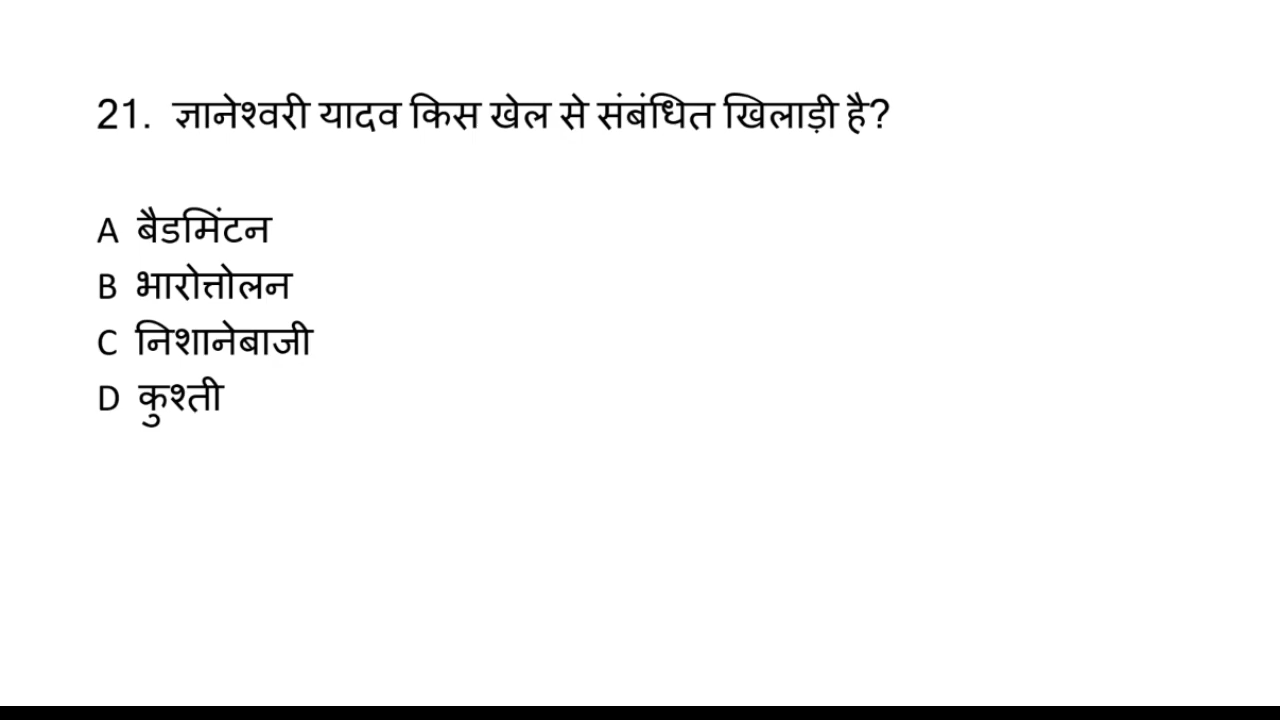 21. ज्ञानेश्वरी यादव किस खेल से संबंधित खिलाड़ी है?
A बैडमिंटन
B भारोत्तोलन
C निशानेबाजी
D कुश्ती